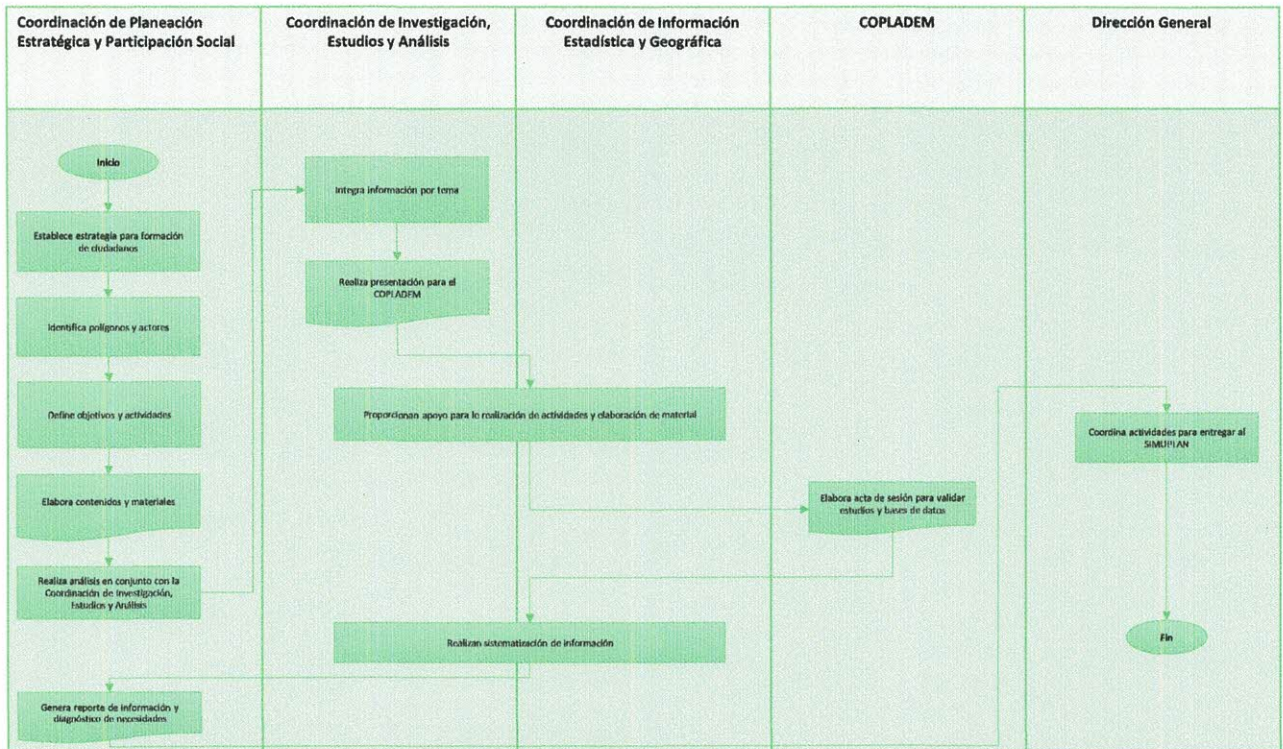 Coordinación de Planeación
Estratégica y Participación Social
Coordinación de Investigación,
Estudios y Análisis
Coordinación de Información
Estadística y Geográfica
COPLADEM
Dirección General
Inicio
Establece estrategia para formación
de ciudadanos
Identifica polígonos y actores
Define objetivos y actividades
Elabora contenidos y materiales
Realiza análisis en conjunto con la
Coordinación de Investigación,
Estudios y Análisis
Integra información por tema
Realiza presentación para el
COPLADEM
Proporcionan apoyo para la realización de actividades y elaboración de material
Elabora acta de sesión para validar
estudios y bases de datos
Realizan sistematización de información
Genera reporte de información y
diagnóstico de necesidades
Coordina actividades para entregar al
SIMUPLAN
Fin